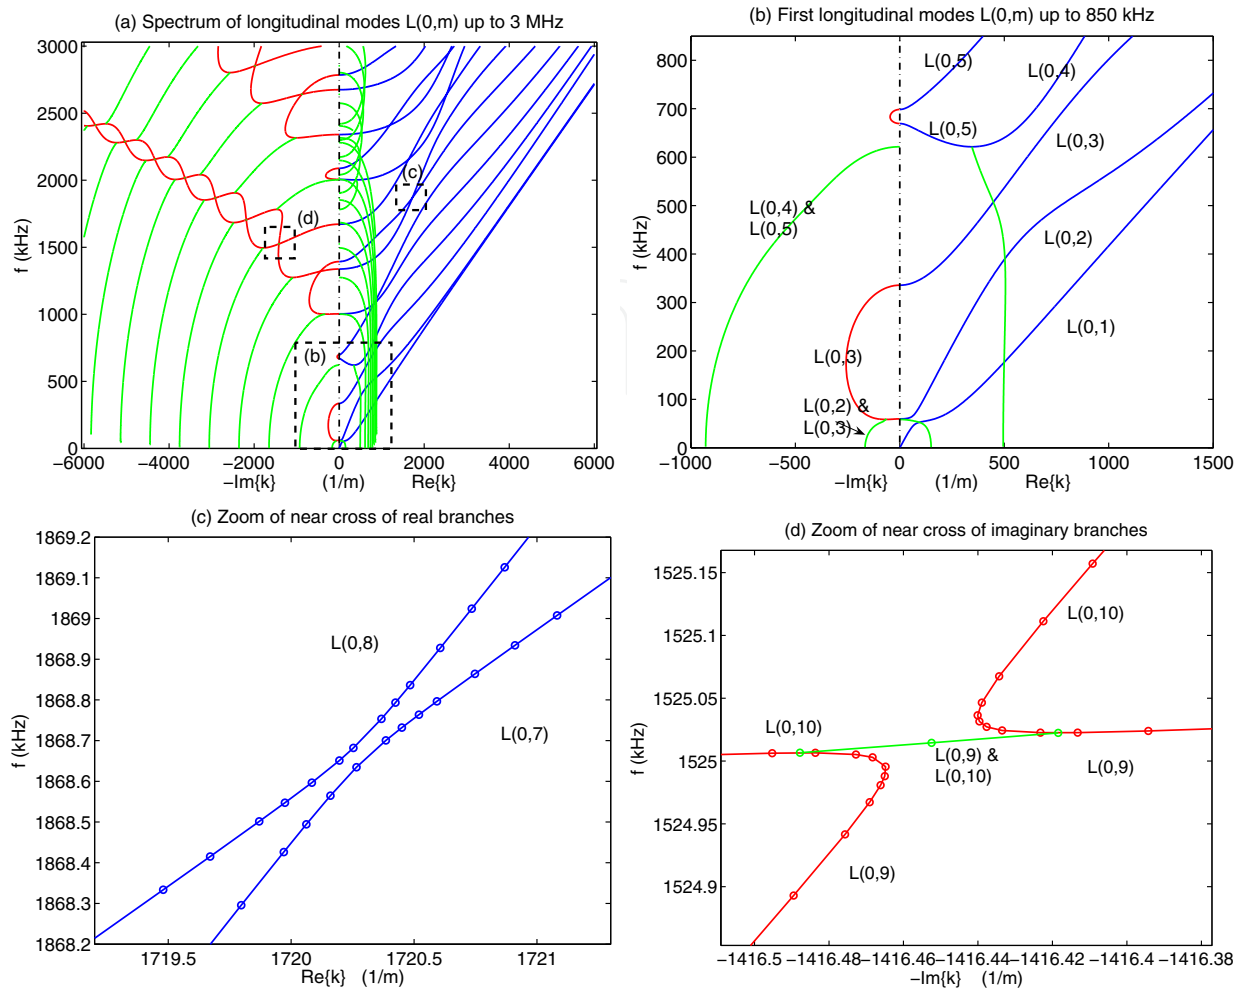 (a) Spectrum of longitudinal modes L(0,m) up to 3 MHz
3000
2500
2000
1500
1000
500
0
f (kHz)
(c)
(d)
(b)
−6000 −4000 −2000 0 2000 4000 6000
−Im{k} (1/m) Re{k}
(b) First longitudinal modes L(0,m) up to 850 kHz
800
700
600
500
400
300
200
100
0
f (kHz)
L(0,5)
L(0,4)
L(0,5)
L(0,3)
L(0,4) &
L(0,5)
L(0,2)
L(0,1)
L(0,3)
L(0,2) &
L(0,3)
−1000 −500 0 500 1000 1500
−Im{k} (1/m) Re{k}
(c) Zoom of near cross of real branches
1869.2
1869.1
1869
1868.9
1868.8
1868.7
1868.6
1868.5
1868.4
1868.3
1868.2
f (kHz)
L(0,8)
L(0,7)
1719.5 1720 1720.5 1721
Re{k} (1/m)
(d) Zoom of near cross of imaginary branches
1525.15
1525.1
1525.05
1525
1524.95
1524.9
f (kHz)
L(0,10)
L(0,10)
L(0,9) &
L(0,10)
L(0,9)
L(0,9)
−1416.5 −1416.48 −1416.46 −1416.44 −1416.42 −1416.4 −1416.38
−Im{k} (1/m)